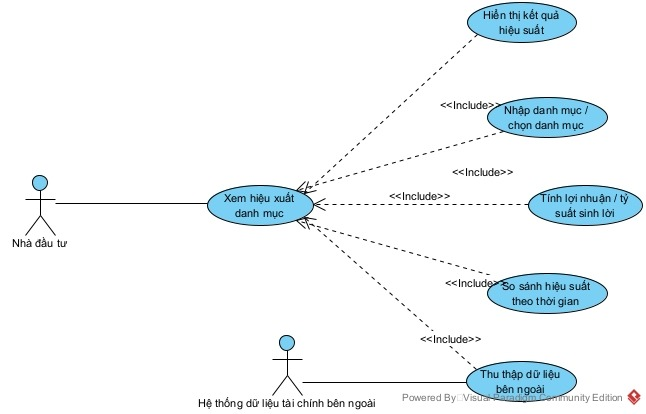 Hiển thị kết quả
hiệu suất
<<Include>>
Nhập danh mục /
chọn danh mục
<<Include>>
<<Include>>
Xem hiệu xuất
danh mục
Tính lợi nhuận / tỷ
suất sinh lời
Nhà đầu tư
<<Include>>
So sánh hiệu suất
theo thời gian
<<Include>>
Thu thập dữ liệu
bên ngoài
Hệ thống dữ liệu tài chính bên ngoài
Powered By Visual Paradigm Community Edition